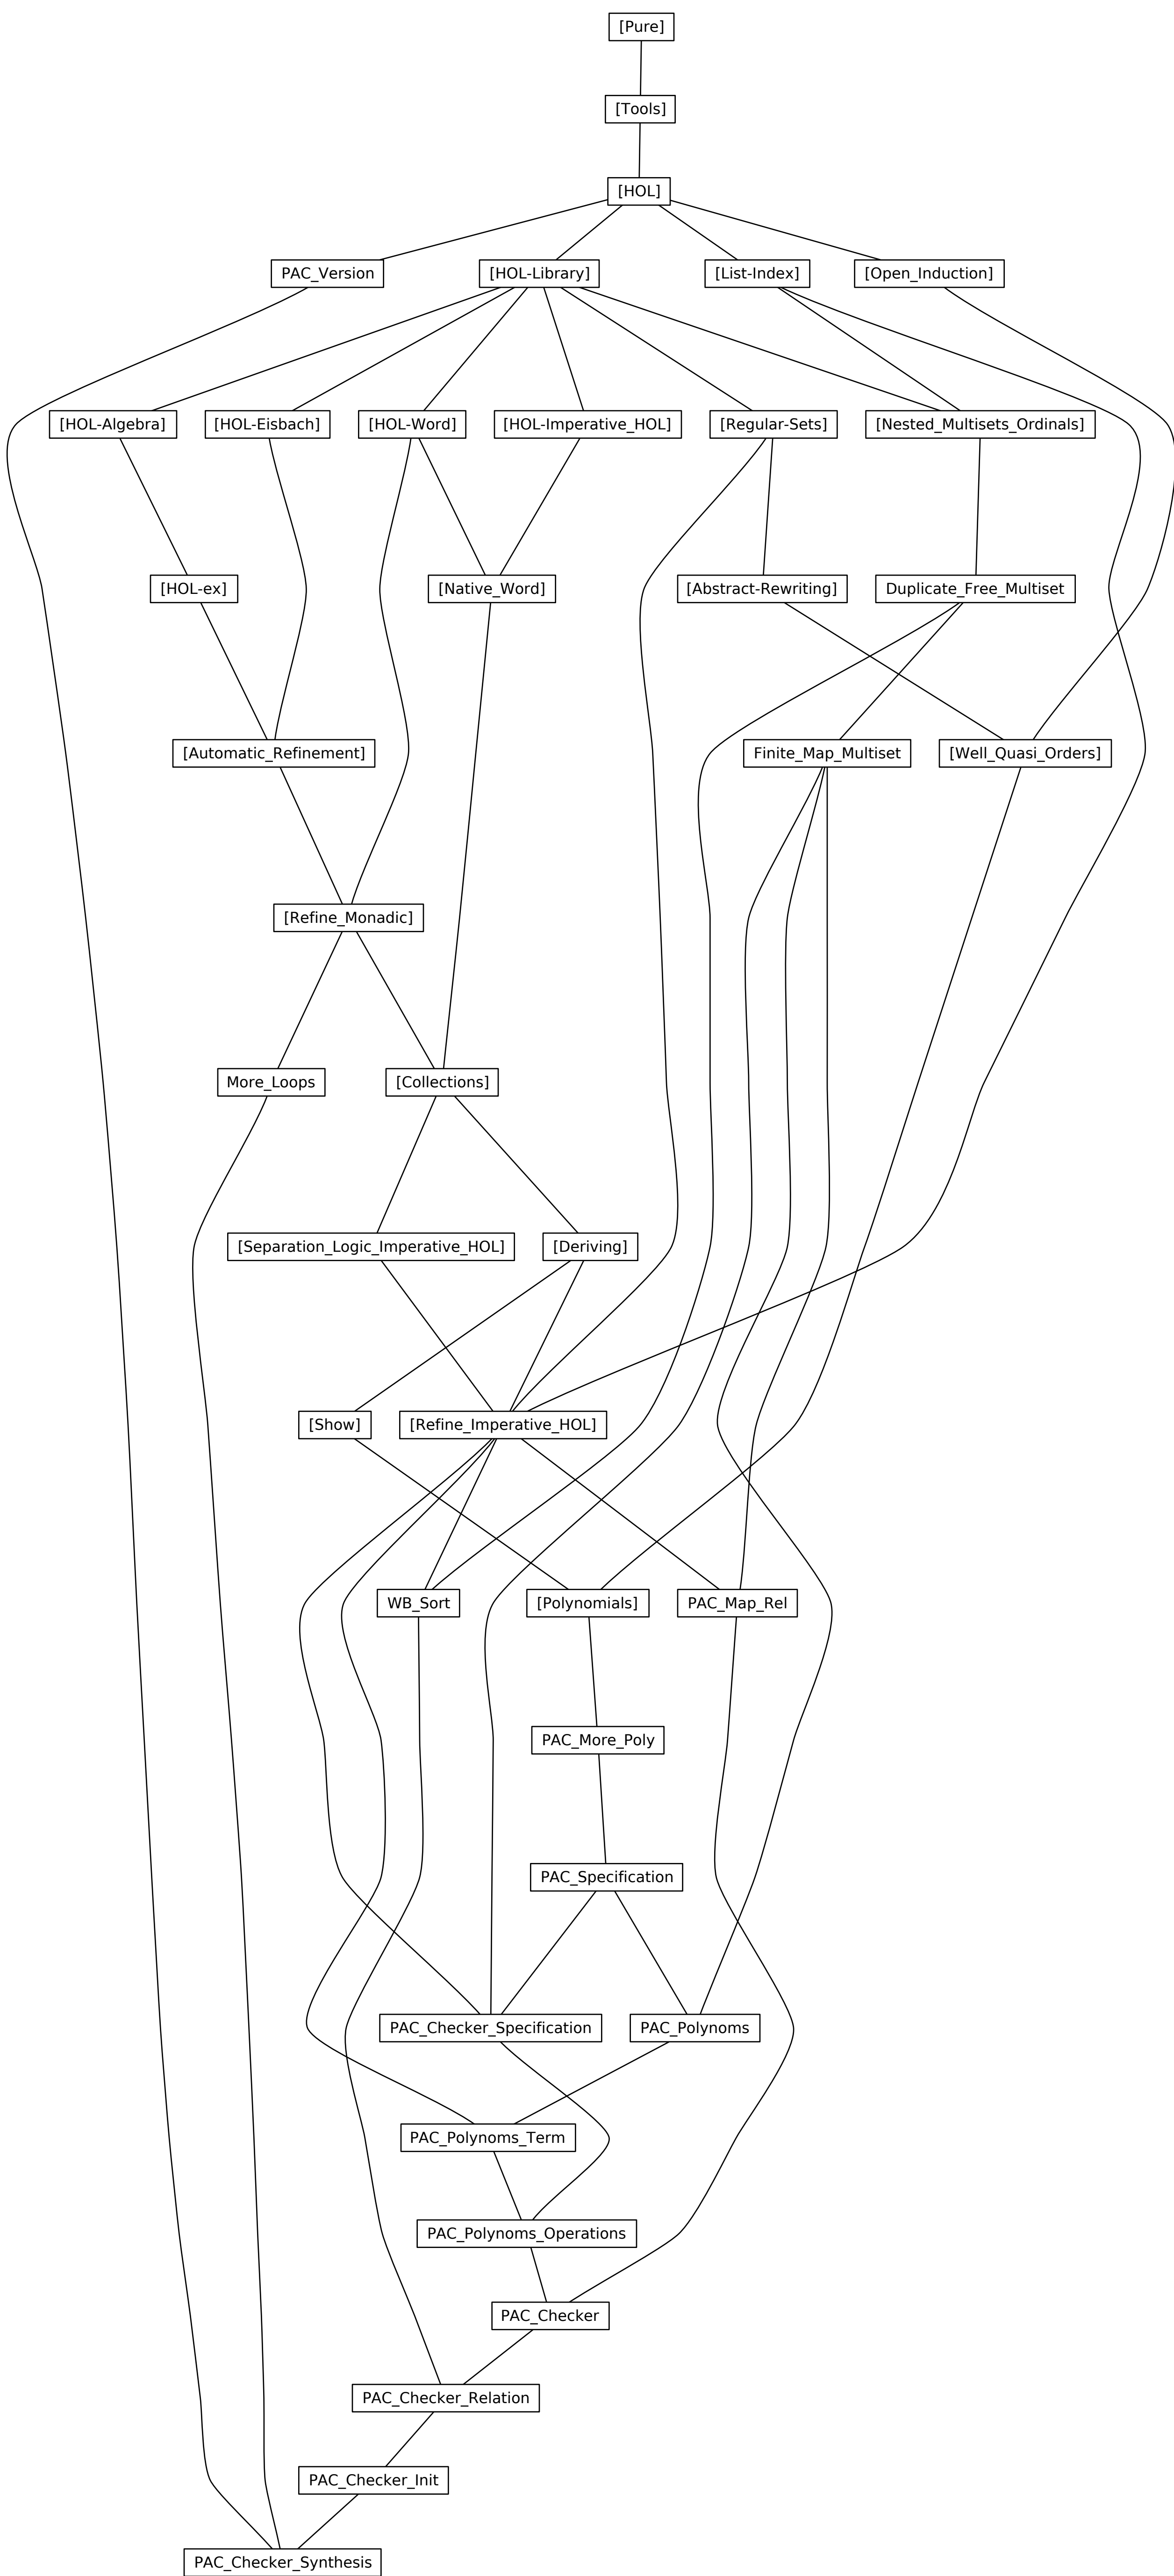 [Pure]
[Tools]
[HOL]
PAC_Version
[HOL-Library]
[List-Index]
[Open_Induction]
[HOL-Algebra]
[HOL-Eisbach]
[HOL-Word]
[HOL-Imperative_HOL]
[Regular-Sets]
[Nested_Multisets_Ordinals]
[HOL-ex]
[Native_Word]
[Abstract-Rewriting]
Duplicate_Free_Multiset
[Automatic_Refinement]
Finite_Map_Multiset
[Well_Quasi_Orders]
[Refine_Monadic]
More_Loops
[Collections]
[Separation_Logic_Imperative_HOL]
[Deriving]
[Show]
[Refine_Imperative_HOL]
WB_Sort
[Polynomials]
PAC_Map_Rel
PAC_More_Poly
PAC_Specification
PAC_Checker_Specification
PAC_Polynoms
PAC_Polynoms_Term
PAC_Polynoms_Operations
PAC_Checker
PAC_Checker_Relation
PAC_Checker_Init
PAC_Checker_Synthesis